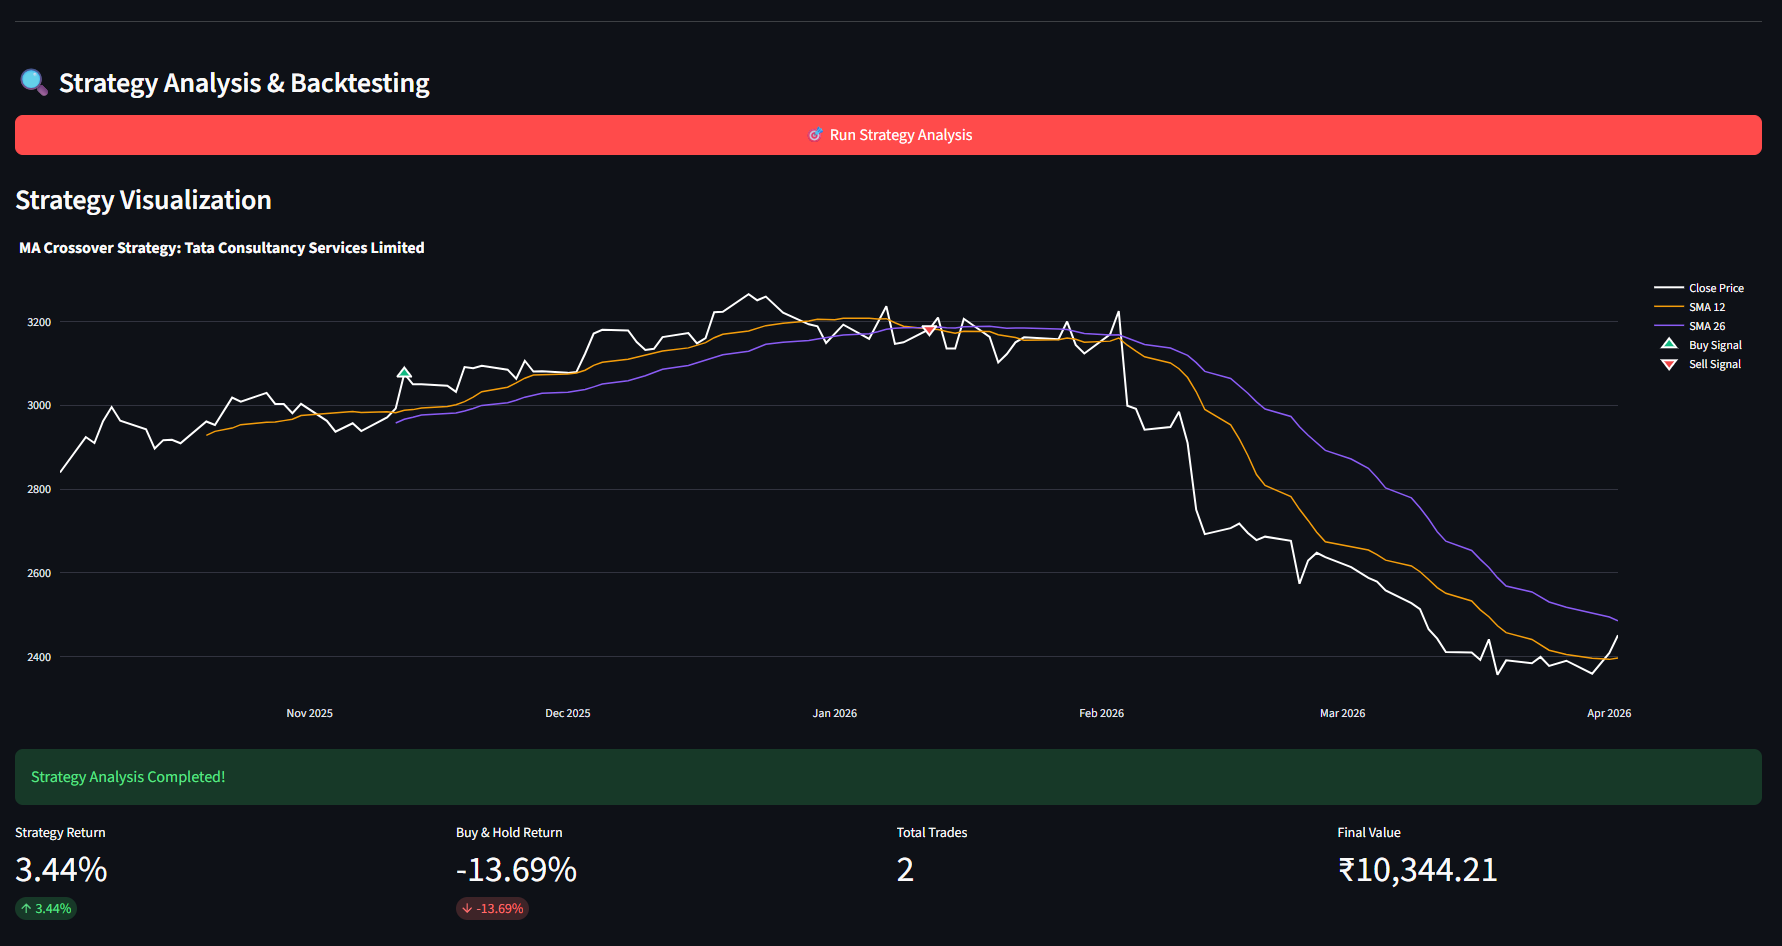 Strategy Analysis & Backtesting
Run Strategy Analysis
Strategy Visualization
MA Crossover Strategy: Tata Consultancy Services Limited
Close Price
SMA 12
SMA 26
Buy Signal
Sell Signal
3200
3000
2800
2600
2400
Nov 2025
Dec 2025
Jan 2026
Feb 2026
Mar 2026
Apr 2026
Strategy Analysis Completed!
Strategy Return
3.44%
↑ 3.44%
Buy & Hold Return
-13.69%
↓ -13.69%
Total Trades
2
Final Value
₹10,344.21